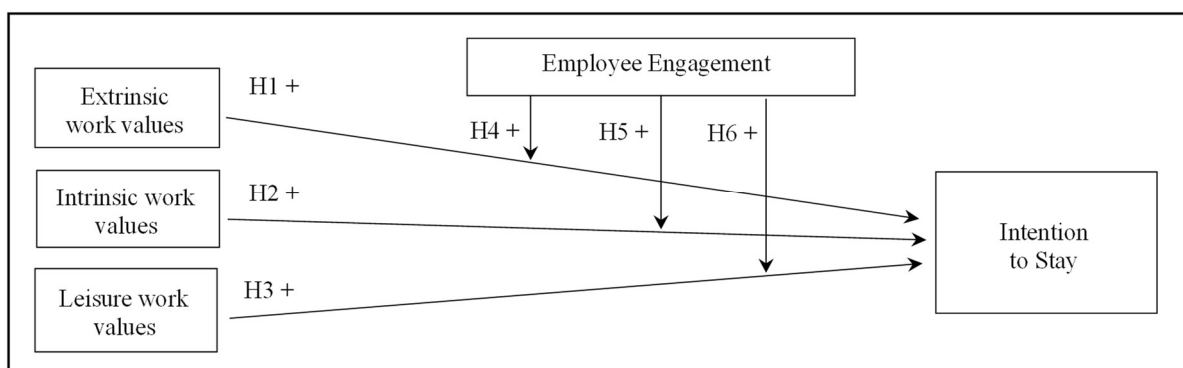 Extrinsic
work values
H1 +
Employee Engagement
H4 +
H5 +
H6 +
Intrinsic work
values
H2 +
Intention
to Stay
Leisure work
values
H3 +